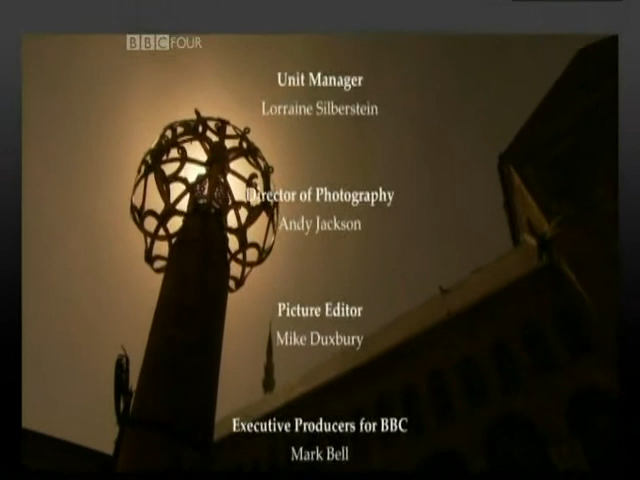 BBC FOUR
Unit Manager
Lorraine Silberstein
Director of Photography
Andy Jackson
Picture Editor
Mike Duxbury
Executive Producers for BBC
Mark Bell